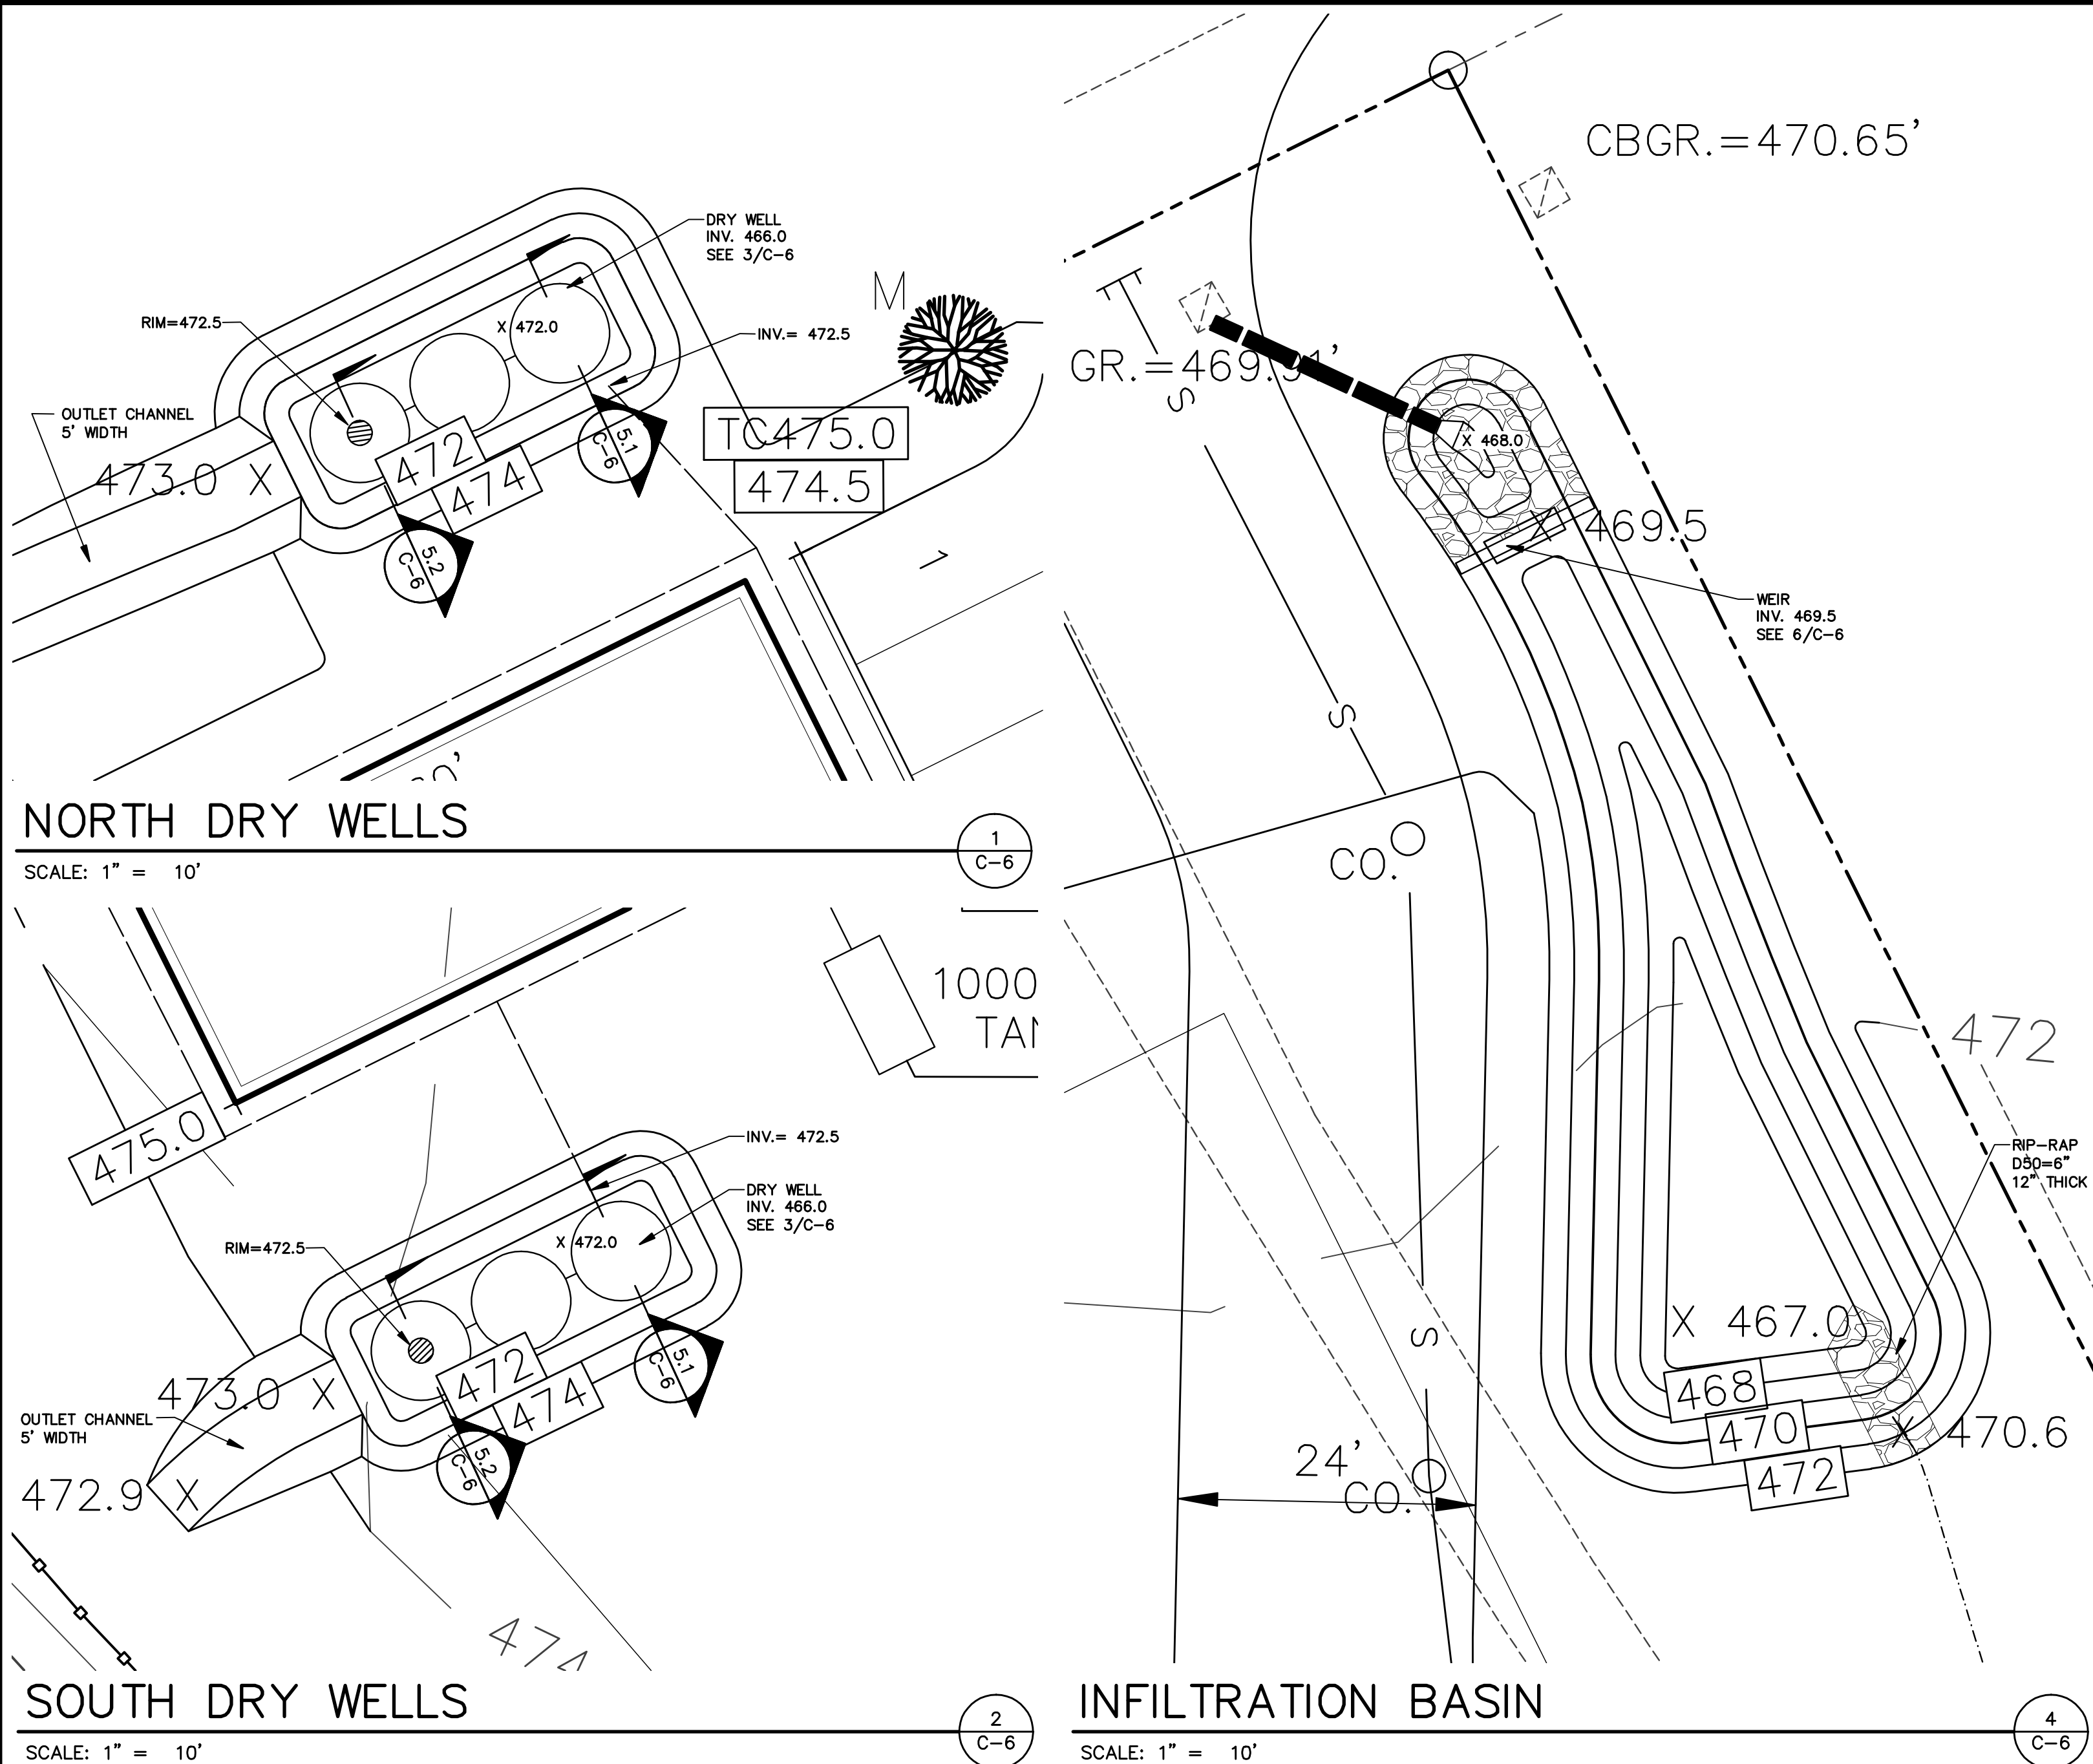 DRY WELL
INV. 466.0
SEE 3/C-6
M
RIM=472.5
X 472.0
INV.= 472.5
OUTLET CHANNEL
5' WIDTH
473.0 X
472
474
5.1
C-6
5.2
C-6
TC475.0
474.5
1
NORTH DRY WELLS
1
C-6
SCALE: 1" = 10'
1000
475.0
INV.= 472.5
DRY WELL
INV. 466.0
SEE 3/C-6
RIM=472.5
X 472.0
473.0 X
472
474
5.1
C-6
OUTLET CHANNEL
5' WIDTH
472.9 X
5.2
C-6
474
SOUTH DRY WELLS
2
C-6
SCALE: 1" = 10'
CBGR.=470.65'
GR.=469.91'
S
X 468.0
X 469.5
WEIR
INV. 469.5
SEE 6/C-6
S
CO.
472
RIP-RAP
D50=6"
12" THICK
X 467.0
S
468
470
472
X 470.6
24'
CO.
INFILTRATION BASIN
4
C-6
SCALE: 1" = 10'